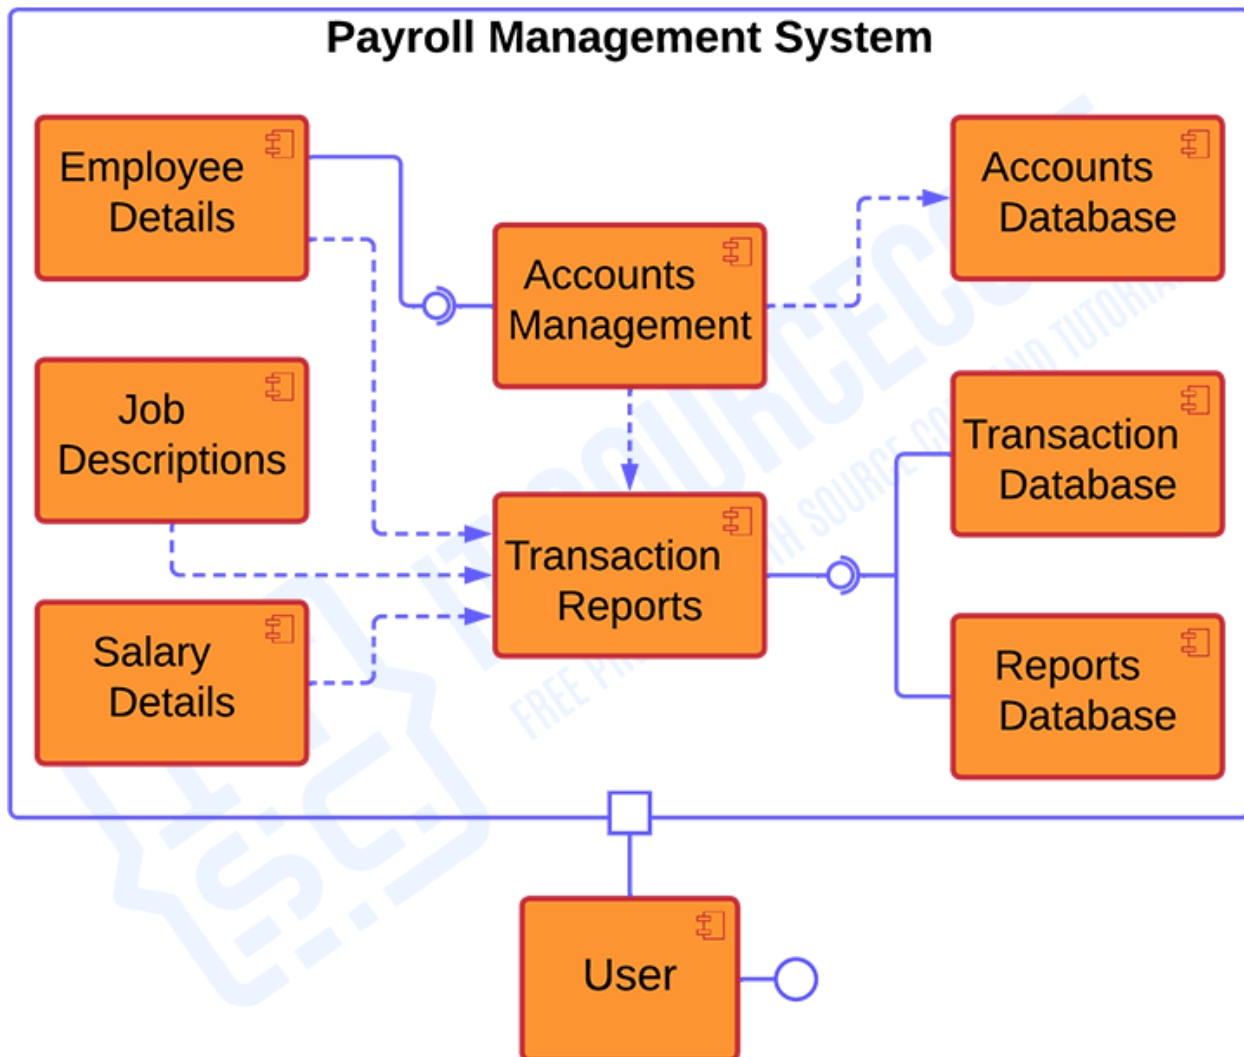 Payroll Management System
Employee
Details
Accounts
Database
Accounts
Management
Job
Descriptions
Transaction
Database
Transaction
Reports
Salary
Details
Reports
Database
User